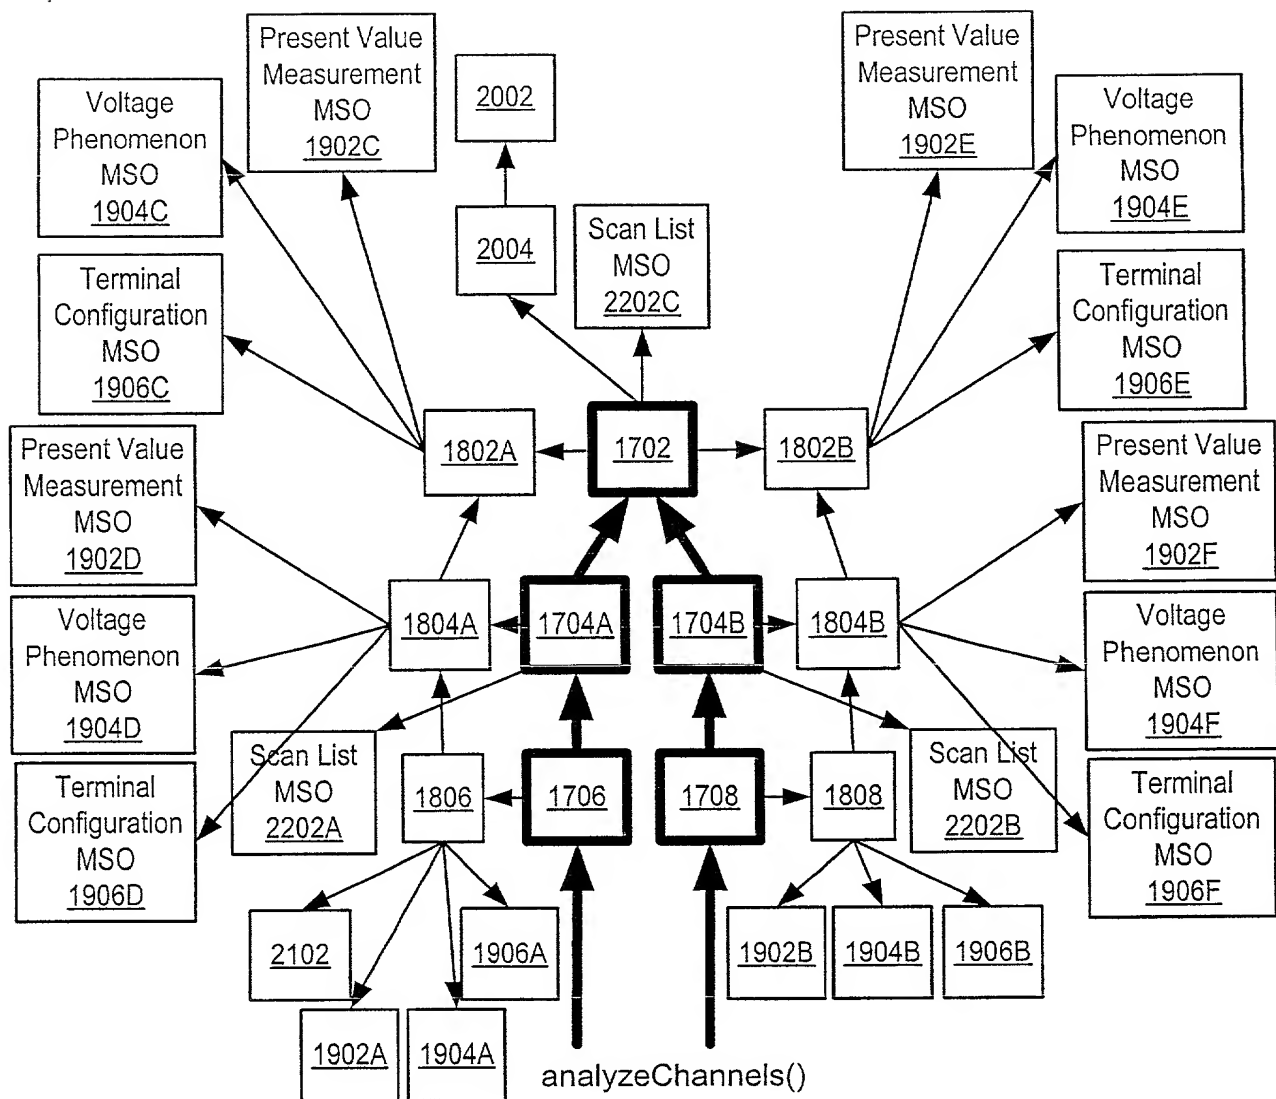 Present Value
Measurement
MSO
1902C
2002
Present Value
Measurement
MSO
1902E
Voltage
Phenomenon
MSO
1904C
Voltage
Phenomenon
MSO
1904E
2004
Scan List
MSO
2202C
Terminal
Configuration
MSO
1906C
Terminal
Configuration
MSO
1906E
1802A
1702
1802B
Present Value
Measurement
MSO
1902D
Present Value
Measurement
MSO
1902F
1804A
1704A
1704B
1804B
Voltage
Phenomenon
MSO
1904D
Voltage
Phenomenon
MSO
1904F
Scan List
MSO
2202A
1806
1706
1708
1808
Scan List
MSO
2202B
Terminal
Configuration
MSO
1906D
Terminal
Configuration
MSO
1906F
2102
1906A
1902B
1904B
1906B
1902A
1904A
analyzeChannels()